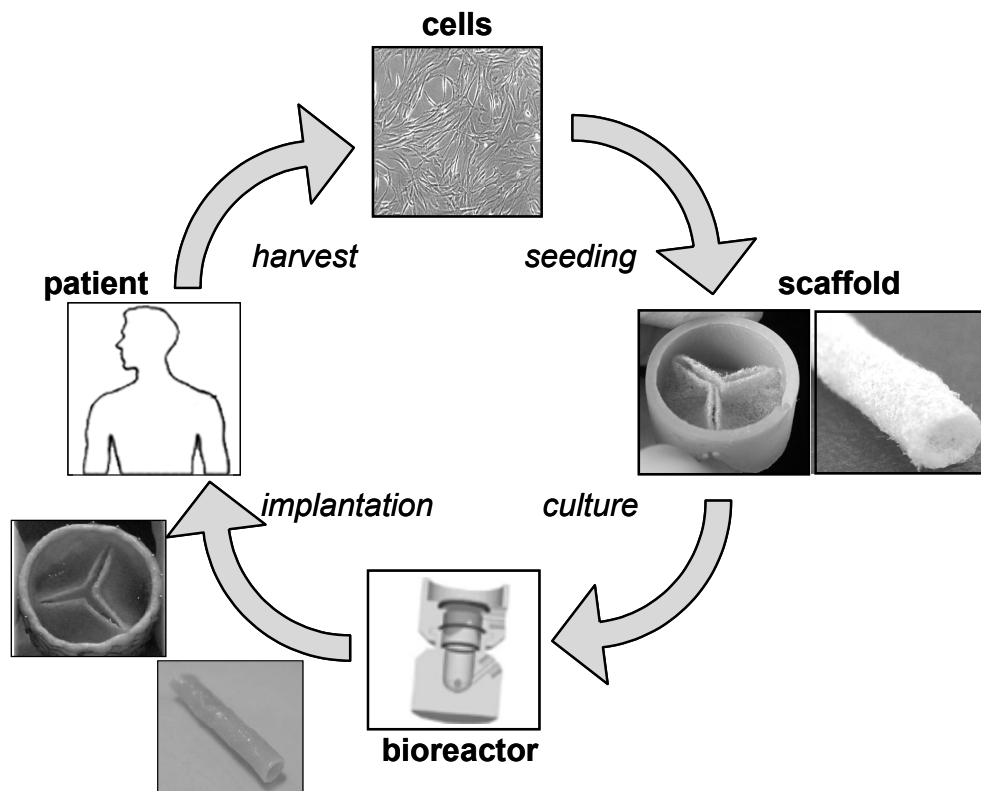 cells
harvest
seeding
patient
scaffold
implantation
culture
bioreactor